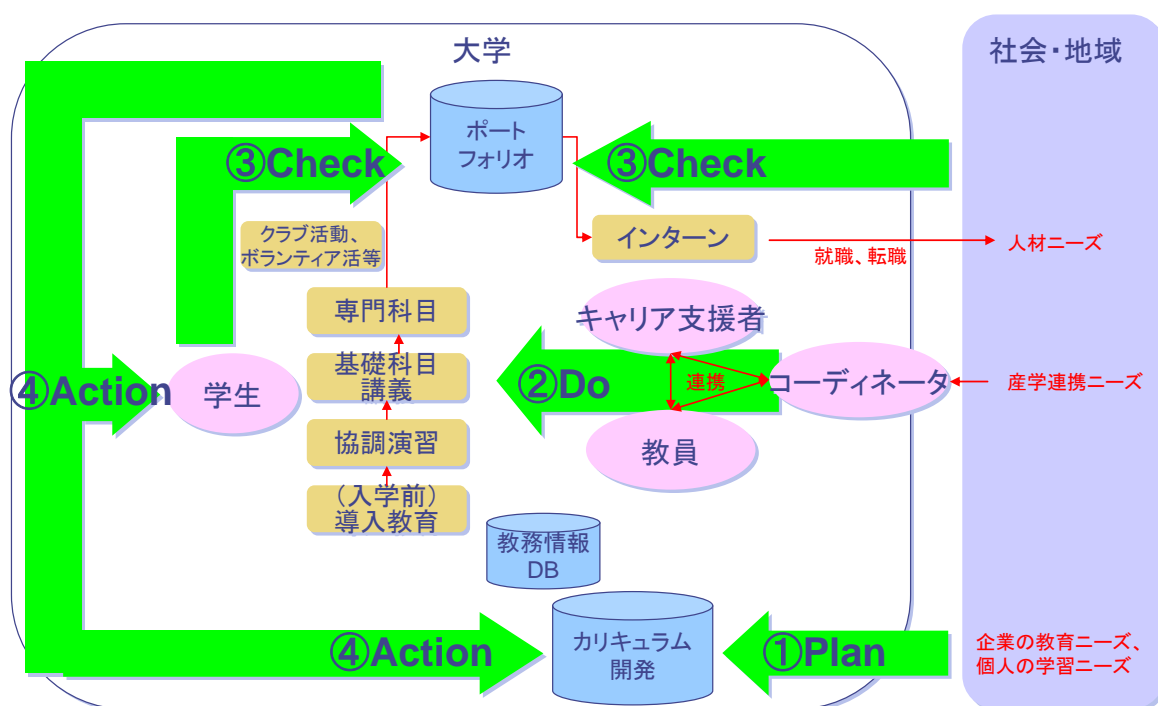 大学
社会・地域
ポート
フォリオ
③Check
③Check
クラブ活動、
ボランティア活等
インターン
就職、転職
人材ニーズ
専門科目
キャリア支援者
基礎科目
講義
④Action
学生
②Do
連携
コーディネータ
産学連携ニーズ
協調演習
教員
(入学前)
導入教育
教務情報
DB
④Action
カリキュラム
開発
①Plan
企業の教育ニーズ、
個人の学習ニーズ